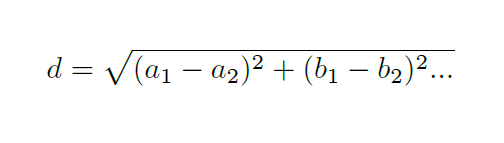 d = √(a₁ − a₂)² + (b₁ − b₂)²...